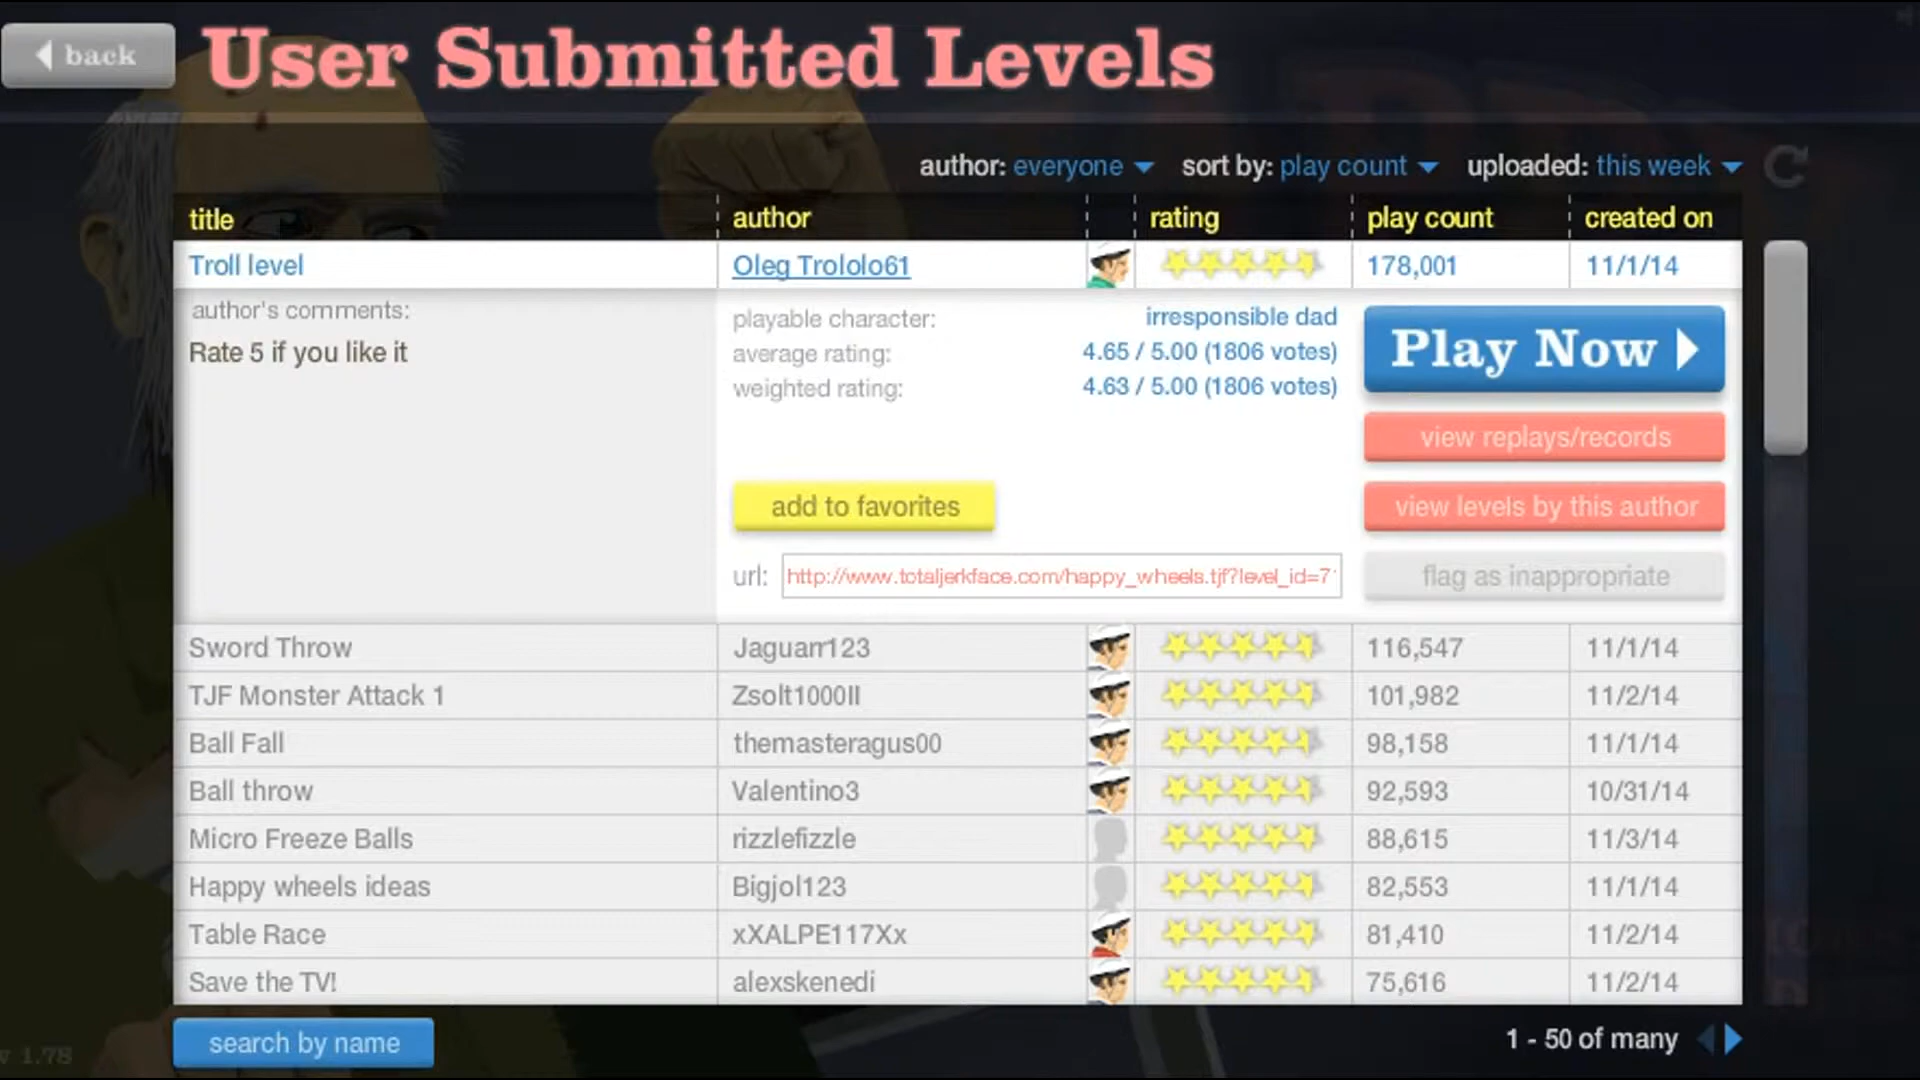 back
User Submitted Levels
author: everyone sort by: play count uploaded: this week
title author rating play count created on
Troll level Oleg Trololo61 178,001 11/1/14
author's comments:
Rate 5 if you like it
playable character: irresponsible dad
average rating: 4.65 / 5.00 (1806 votes)
weighted rating: 4.63 / 5.00 (1806 votes)
Play Now
view replays/records
add to favorites
view levels by this author
url: http://www.totaljerkface.com/happy_wheels.tjf?level_id=7
flag as inappropriate
Sword Throw Jaguarr123 116,547 11/1/14
TJF Monster Attack 1 Zsolt1000II 101,982 11/2/14
Ball Fall themasteragus00 98,158 11/1/14
Ball throw Valentino3 92,593 10/31/14
Micro Freeze Balls rizzlefizzle 88,615 11/3/14
Happy wheels ideas Bigjol123 82,553 11/1/14
Table Race xXALPE117Xx 81,410 11/2/14
Save the TV! alexskenedi 75,616 11/2/14
search by name
1 - 50 of many
v 1.78